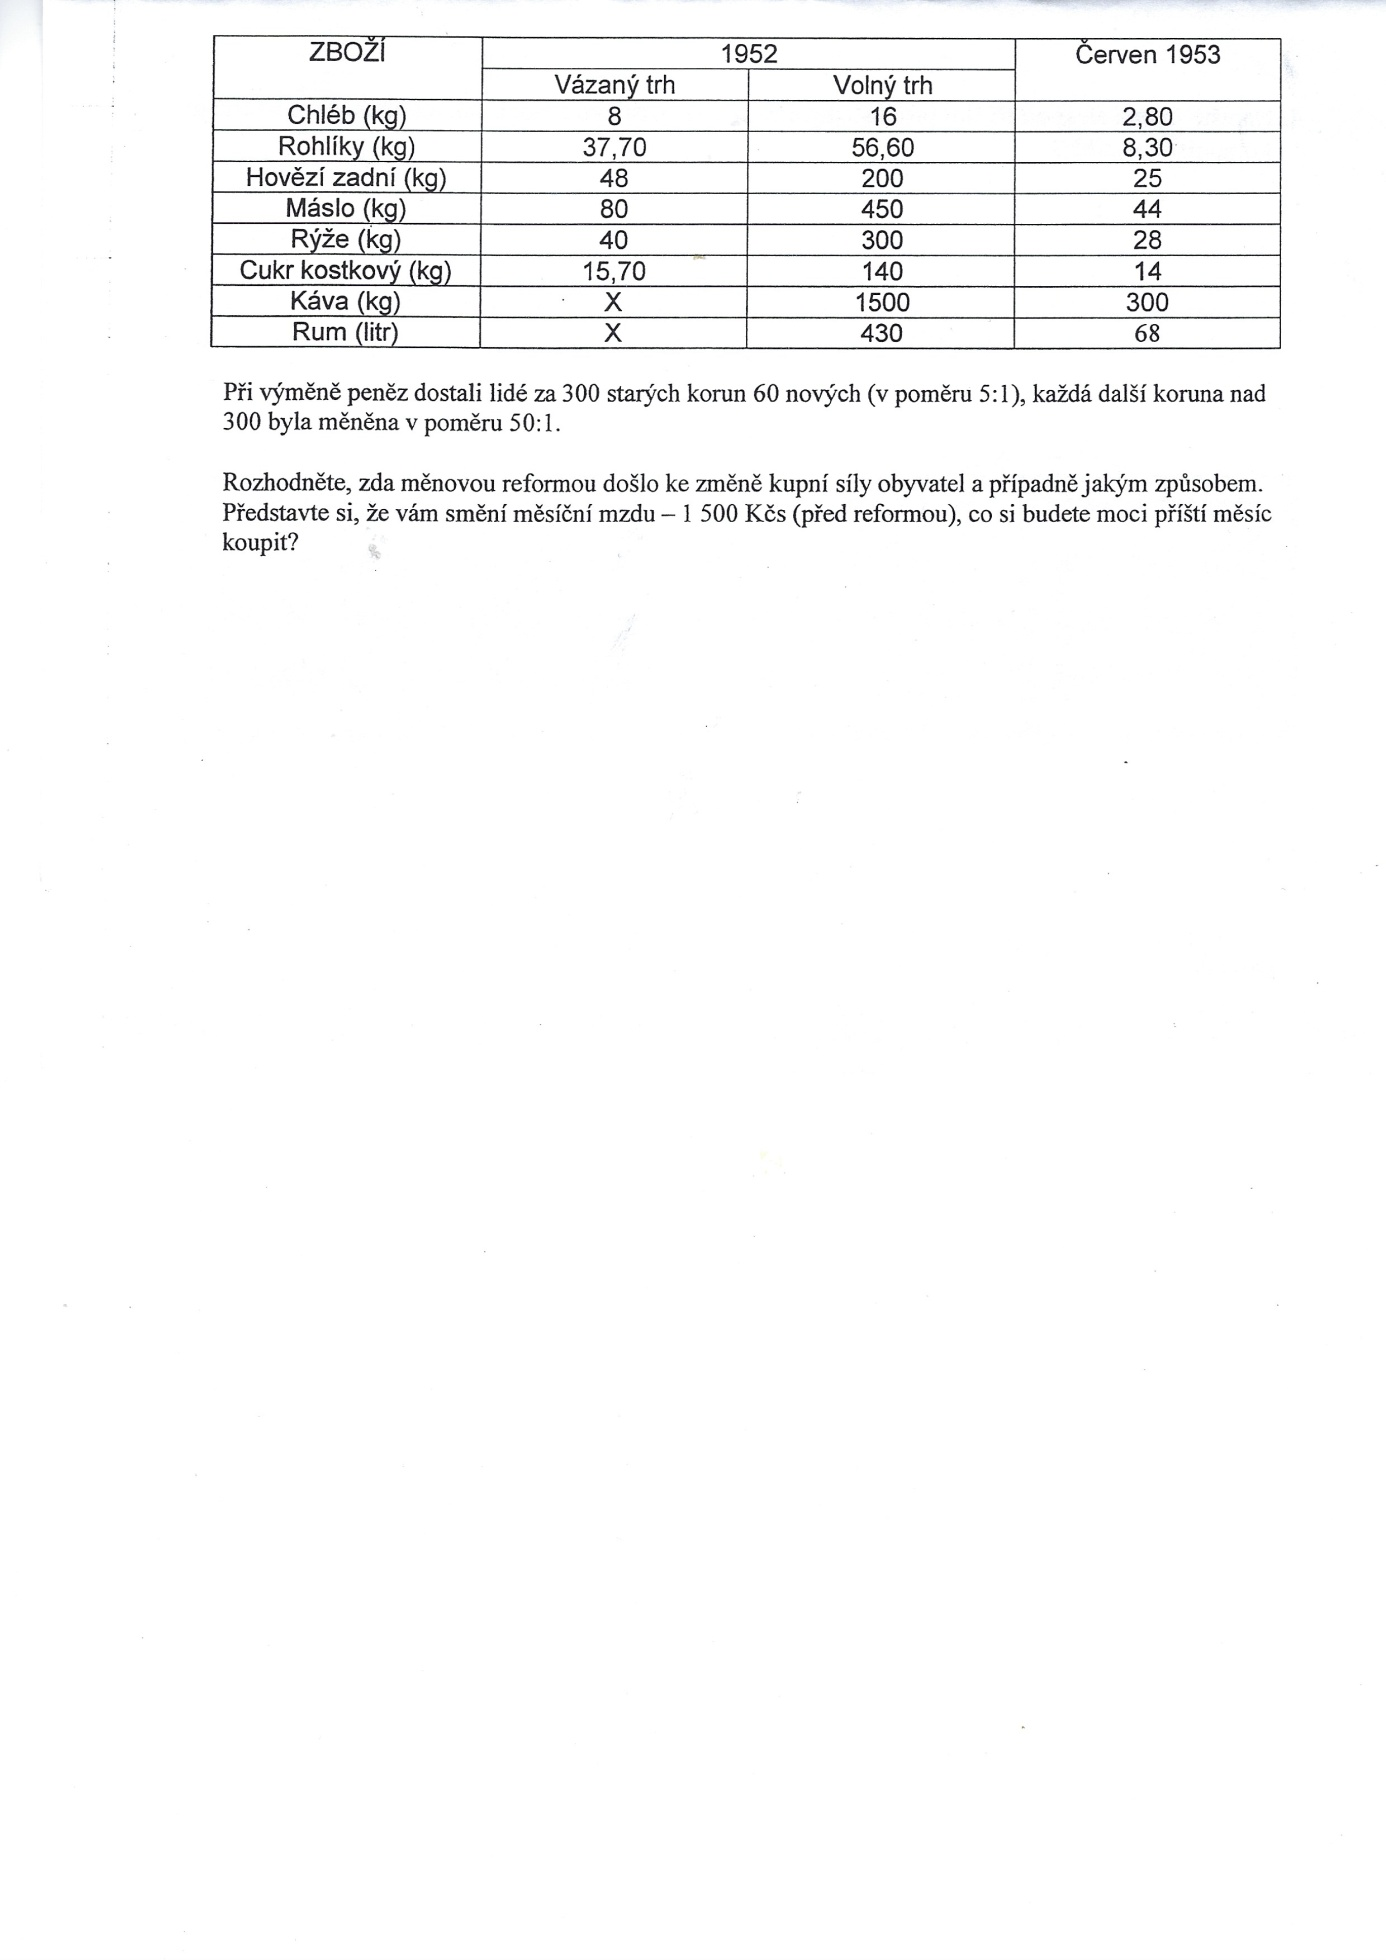 ZBOŽÍ 1952 Červen 1953
Vázaný trh Volný trh
Chléb (kg) 8 16 2,80
Rohlíky (kg) 37,70 56,60 8,30
Hovězí zadní (kg) 48 200 25
Máslo (kg) 80 450 44
Rýže (kg) 40 300 28
Cukr kostkový (kg) 15,70 140 14
Káva (kg) X 1500 300
Rum (litr) X 430 68
Při výměně peněz dostali lidé za 300 starých korun 60 nových (v poměru 5:1), každá další koruna nad
300 byla měněna v poměru 50:1.
Rozhodněte, zda měnovou reformou došlo ke změně kupní síly obyvatel a případně jakým způsobem.
Představte si, že vám smění měsíční mzdu – 1 500 Kčs (před reformou), co si budete moci příští měsíc
koupit?